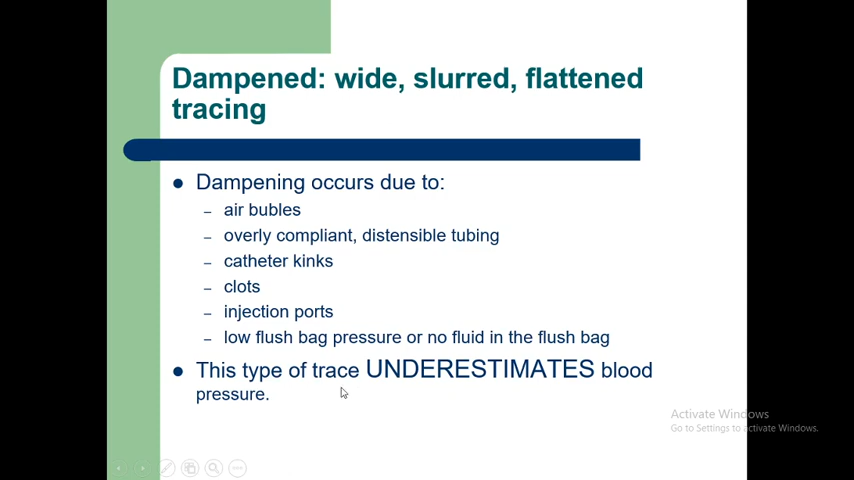 Dampened: wide, slurred, flattened
tracing
● Dampening occurs due to:
– air bubles
– overly compliant, distensible tubing
– catheter kinks
– clots
– injection ports
– low flush bag pressure or no fluid in the flush bag
● This type of trace UNDERESTIMATES blood
pressure.
Activate Windows
Go to Settings to activate Windows.